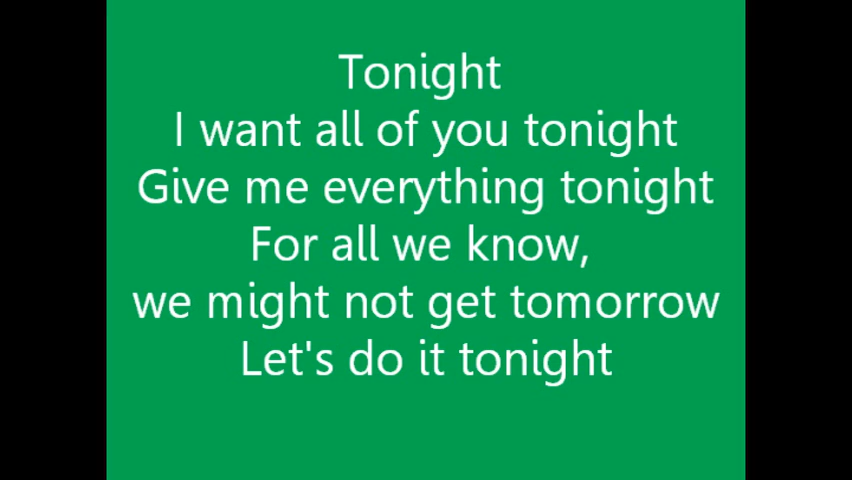 Tonight
I want all of you tonight
Give me everything tonight
For all we know,
we might not get tomorrow
Let's do it tonight